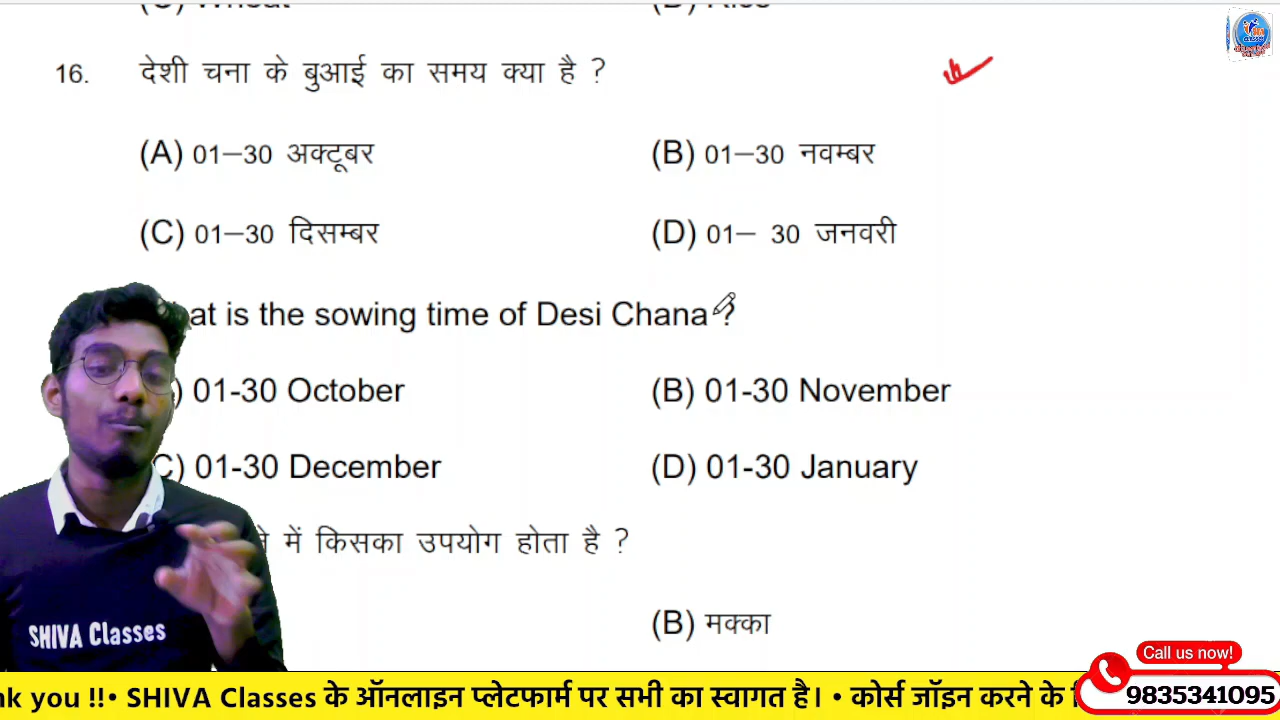 16. देशी चना के बुआई का समय क्या है ?
(A) 01–30 अक्टूबर (B) 01–30 नवम्बर
(C) 01–30 दिसम्बर (D) 01– 30 जनवरी
is the sowing time of Desi Chana ?
01-30 October (B) 01-30 November
01-30 December (D) 01-30 January
में किसका उपयोग होता है ?
(B) मक्का
SHIVA Classes
Call us now!
you !!• SHIVA Classes के ऑनलाइन प्लेटफार्म पर सभी का स्वागत है। • कोर्स जॉइन करने के
9835341095